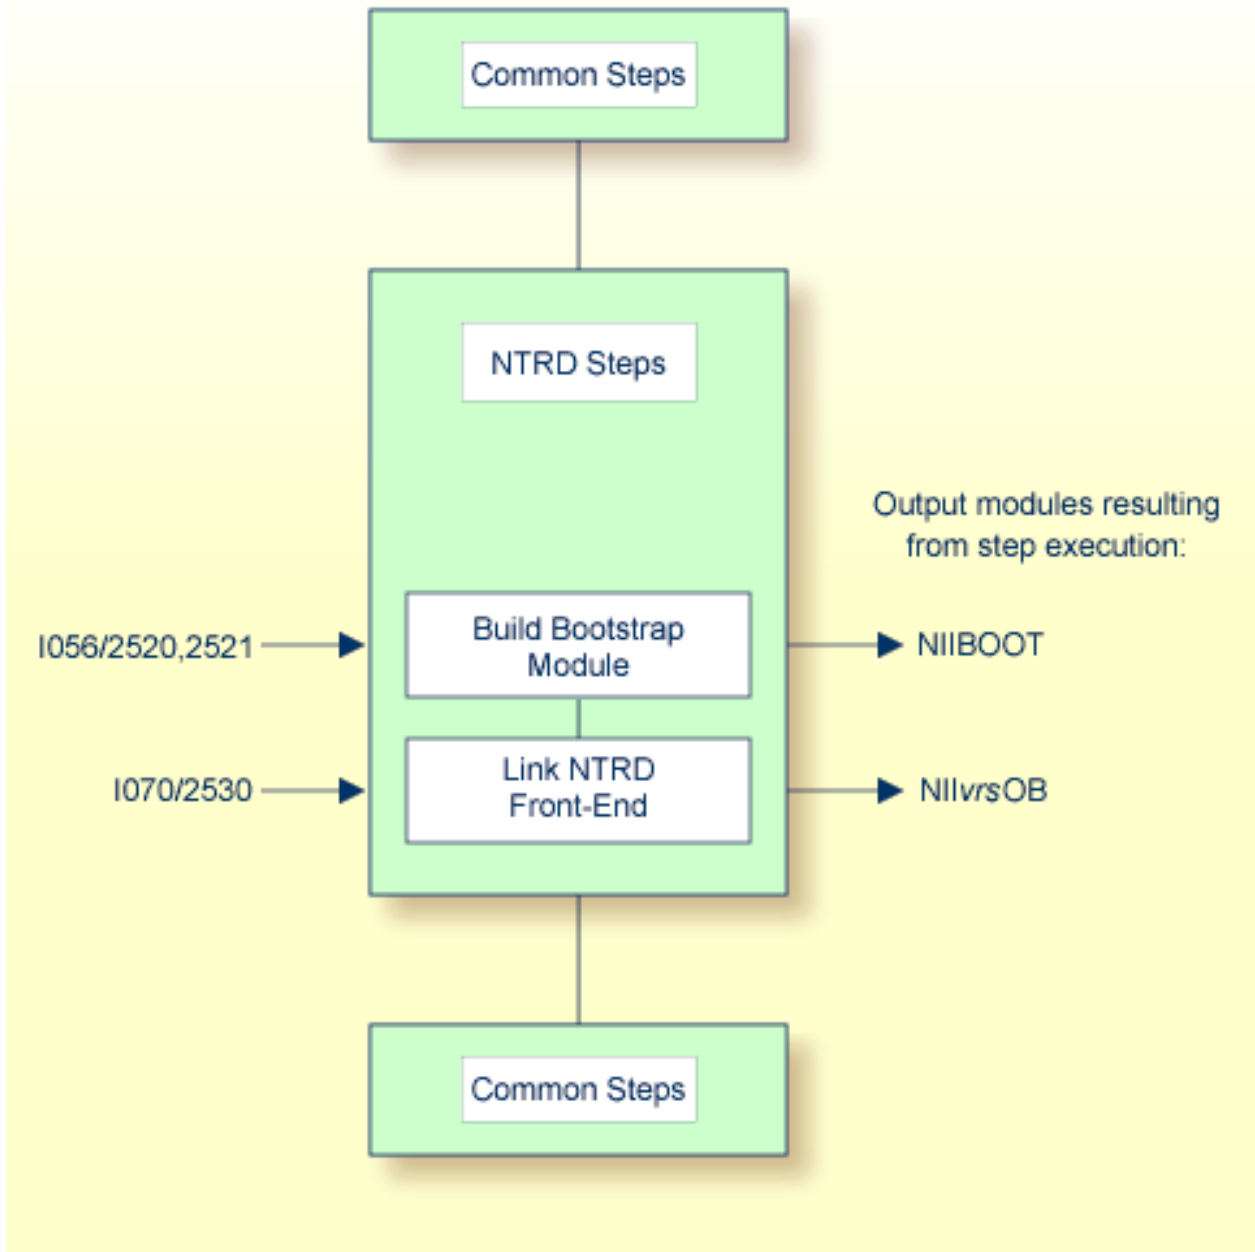 Common Steps
NTRD Steps
Output modules resulting
from step execution:
I056/2520,2521
Build Bootstrap
Module
NIIBOOT
I070/2530
Link NTRD
Front-End
NIIvrsOB
Common Steps